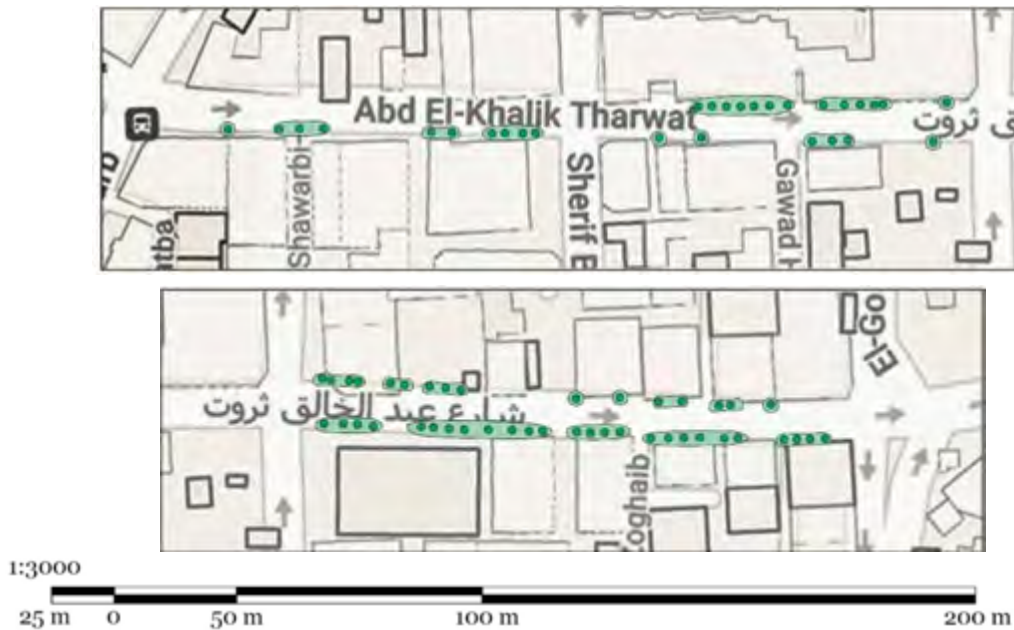 Abd El-Khalik Tharwat
ق ثروت
Shawarbi
Sherif
Gawad H
atba
El-Go
شارع عبد الخالق ثروت
Zoghaib
1:3000
25 m 0 50 m 100 m 200 m